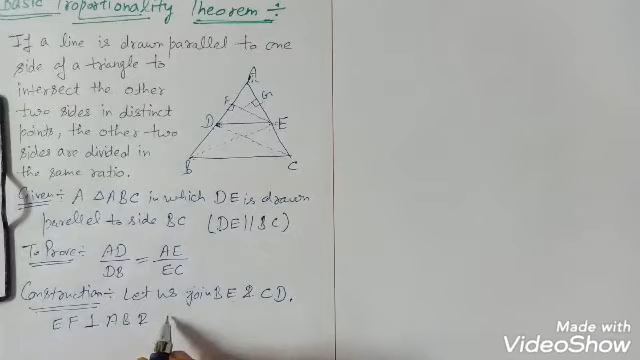 Basic Proportionality Theorem :-
If a line is drawn parallel to one
side of a triangle to
intersect the other
two sides in distinct
points, the other two
sides are divided in
the same ratio.
A
F G
D E
B C
Given :- A △ABC in which DE is drawn
parellel to side BC (DE || BC)
To Prove :- AD/DB = AE/EC
Construction :- Let us join BE & CD.
EF ⊥ AB &
Made with
KINEMASTER